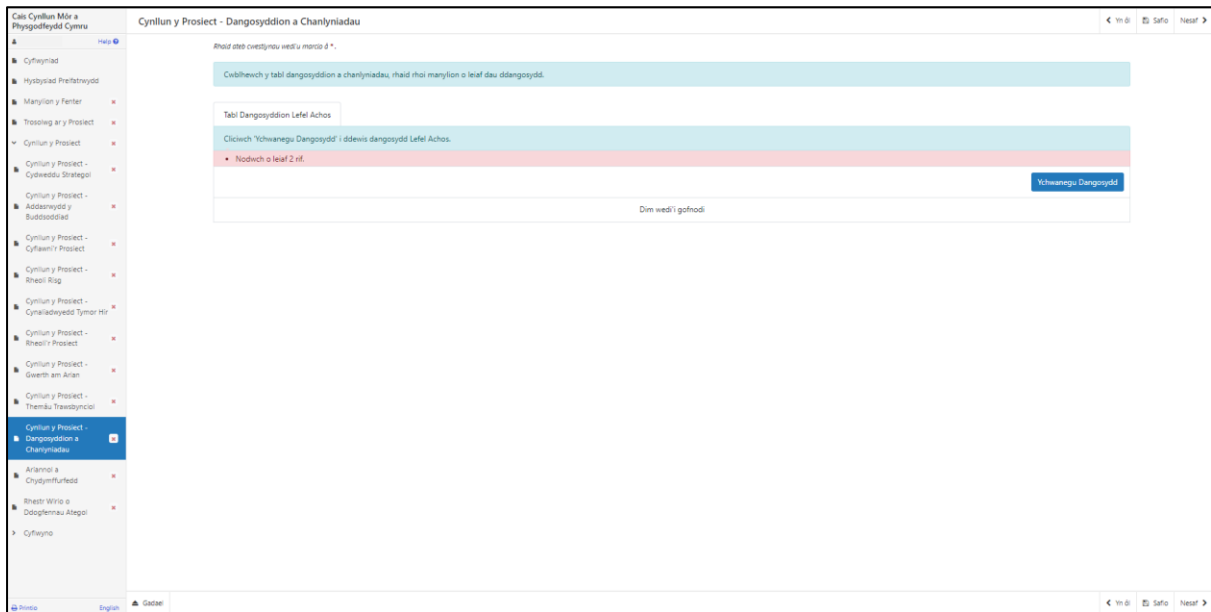 Cais Cynllun Môr a
Physgodfeydd Cymru
Cynllun y Prosiect - Dangosyddion a Chanlyniadau
Yn ôl
Safio
Nesaf
Help
Rhaid ateb cwestiynau wedi'u marcio â *.
Cyflwyniad
Hysbysiad Preifatrwydd
Manylion y Fenter
Trosolwg ar y Prosiect
Cynllun y Prosiect
Cynllun y Prosiect -
Cydweddu Strategol
Cynllun y Prosiect -
Addasrwydd y
Buddsoddiad
Cynllun y Prosiect -
Cyflawni'r Prosiect
Cynllun y Prosiect -
Rheoli Risg
Cynllun y Prosiect -
Cynaliadwyedd Tymor Hir
Cynllun y Prosiect -
Rheoli'r Prosiect
Cynllun y Prosiect -
Gwerth am Arian
Cynllun y Prosiect -
Themâu Trawsbynciol
Cynllun y Prosiect -
Dangosyddion a
Chanlyniadau
Ariannol a
Chydymffurfedd
Rhestr Wirio o
Ddogfennau Ategol
Cyflwyno
Cwblhewch y tabl dangosyddion a chanlyniadau, rhaid rhoi manylion o leiaf dau ddangosydd.
Tabl Dangosyddion Lefel Achos
Cliciwch 'Ychwanegu Dangosydd' i ddewis dangosydd Lefel Achos.
Nodwch o leiaf 2 rif.
Ychwanegu Dangosydd
Dim wedi'i gofnodi
Printio
English
Gadael
Yn ôl
Safio
Nesaf